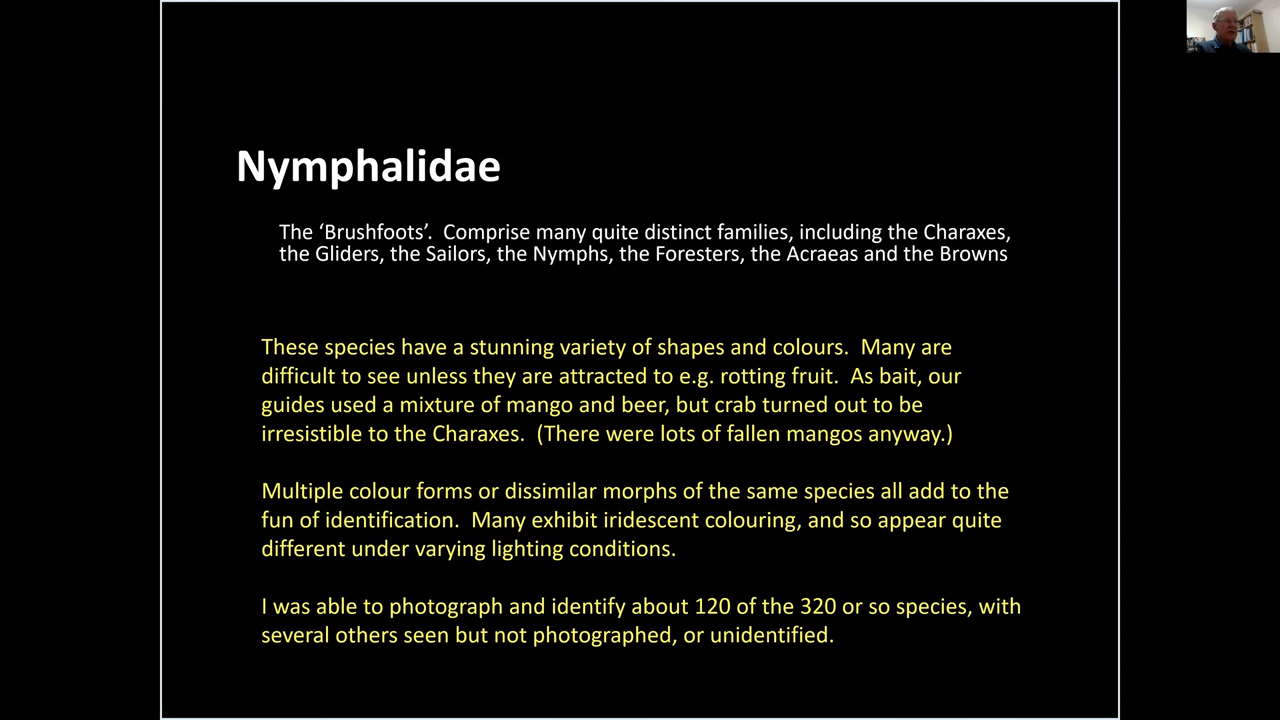 Nymphalidae
The ‘Brushfoots’.  Comprise many quite distinct families, including the Charaxes,
the Gliders, the Sailors, the Nymphs, the Foresters, the Acraeas and the Browns
These species have a stunning variety of shapes and colours.  Many are
difficult to see unless they are attracted to e.g. rotting fruit.  As bait, our
guides used a mixture of mango and beer, but crab turned out to be
irresistible to the Charaxes.  (There were lots of fallen mangos anyway.)
Multiple colour forms or dissimilar morphs of the same species all add to the
fun of identification.  Many exhibit iridescent colouring, and so appear quite
different under varying lighting conditions.
I was able to photograph and identify about 120 of the 320 or so species, with
several others seen but not photographed, or unidentified.